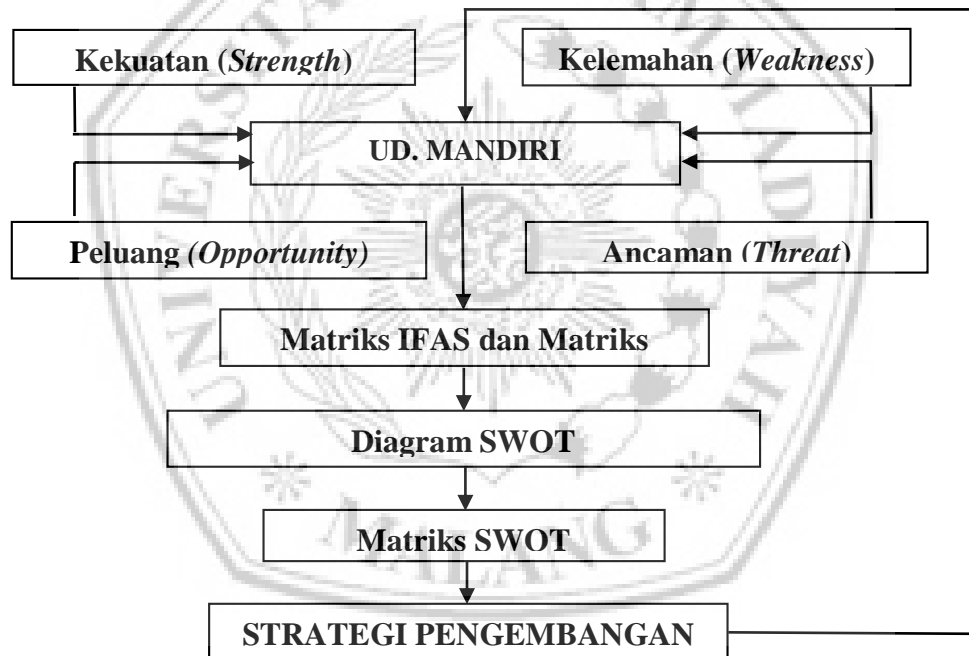 Kekuatan (Strength)
Kelemahan (Weakness)
UD. MANDIRI
Peluang (Opportunity)
Ancaman (Threat)
Matriks IFAS dan Matriks
Diagram SWOT
Matriks SWOT
STRATEGI PENGEMBANGAN
MALANG